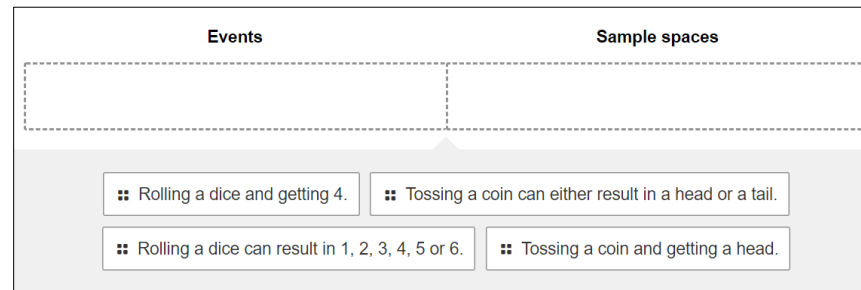 Events Sample spaces
Rolling a dice and getting 4. Tossing a coin can either result in a head or a tail.
Rolling a dice can result in 1, 2, 3, 4, 5 or 6. Tossing a coin and getting a head.